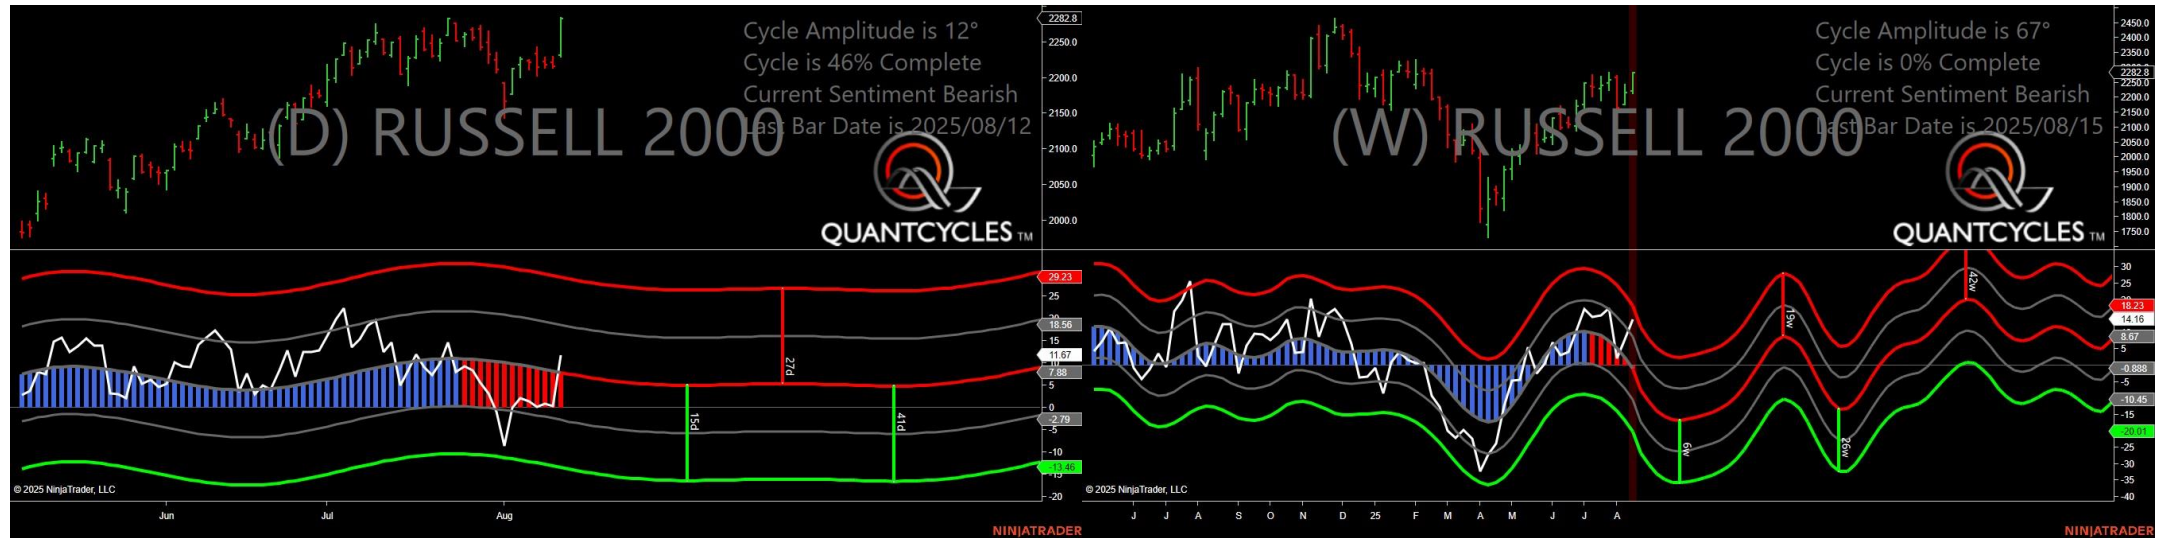 Cycle Amplitude is 12°
Cycle is 46% Complete
Current Sentiment Bearish
Last Bar Date is 2025/08/12
(D) RUSSELL 2000
QUANTCYCLES TM
2282.8
2250.0
2200.0
2150.0
2100.0
2050.0
2000.0
29.23
25
20
18.56
15
11.67
10
7.88
5
0
-2.79
-5
-13.46
-15
-20
15d
27d
41d
© 2025 NinjaTrader, LLC
Jun Jul Aug
NINJATRADER
Cycle Amplitude is 67°
Cycle is 0% Complete
Current Sentiment Bearish
Last Bar Date is 2025/08/15
(W) RUSSELL 2000
QUANTCYCLES TM
2450.0
2400.0
2350.0
2300.0
2282.8
2250.0
2200.0
2150.0
2100.0
2050.0
2000.0
1950.0
1900.0
1850.0
1800.0
1750.0
30
25
18.23
14.16
8.67
5
-0.888
-5
-10.45
-15
-20.01
-25
-30
-35
-40
6w
19w
26w
42w
© 2025 NinjaTrader, LLC
J J A S O N D 25 F M A M J J A
NINJATRADER